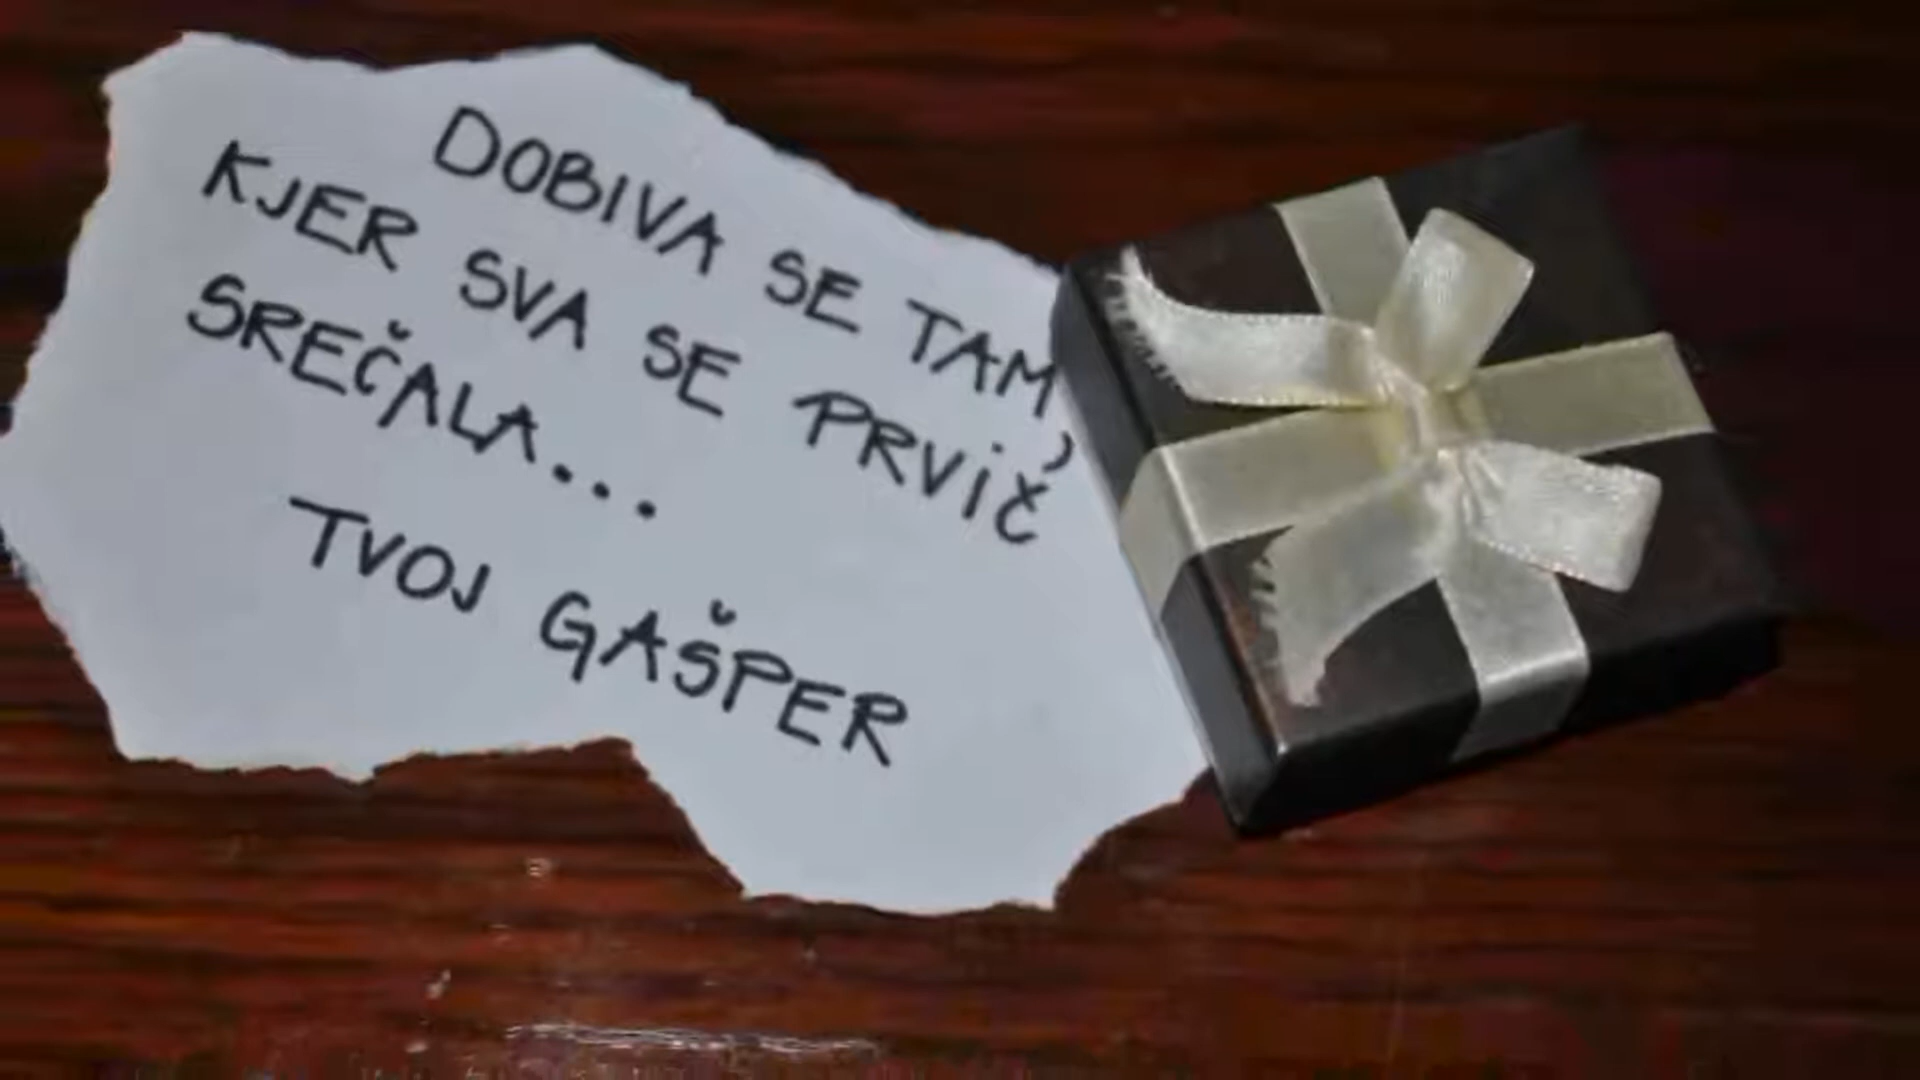 DOBIVA SE TAM,
KJER SVA SE PRVič
SREČALA...
TVOJ GAŠPER